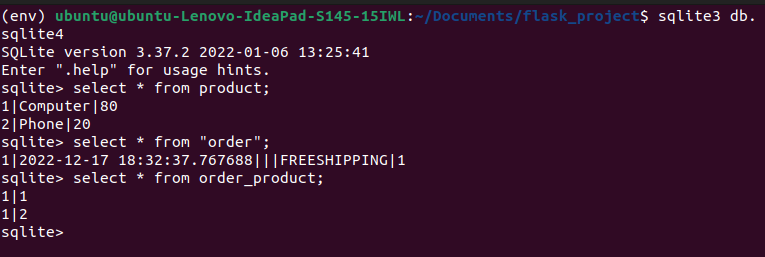 (env) ubuntu@ubuntu-Lenovo-IdeaPad-S145-15IWL:~/Documents/flask_project$ sqlite3 db.
sqlite4
SQLite version 3.37.2 2022-01-06 13:25:41
Enter ".help" for usage hints.
sqlite> select * from product;
1|Computer|80
2|Phone|20
sqlite> select * from "order";
1|2022-12-17 18:32:37.767688|||FREESHIPPING|1
sqlite> select * from order_product;
1|1
1|2
sqlite>